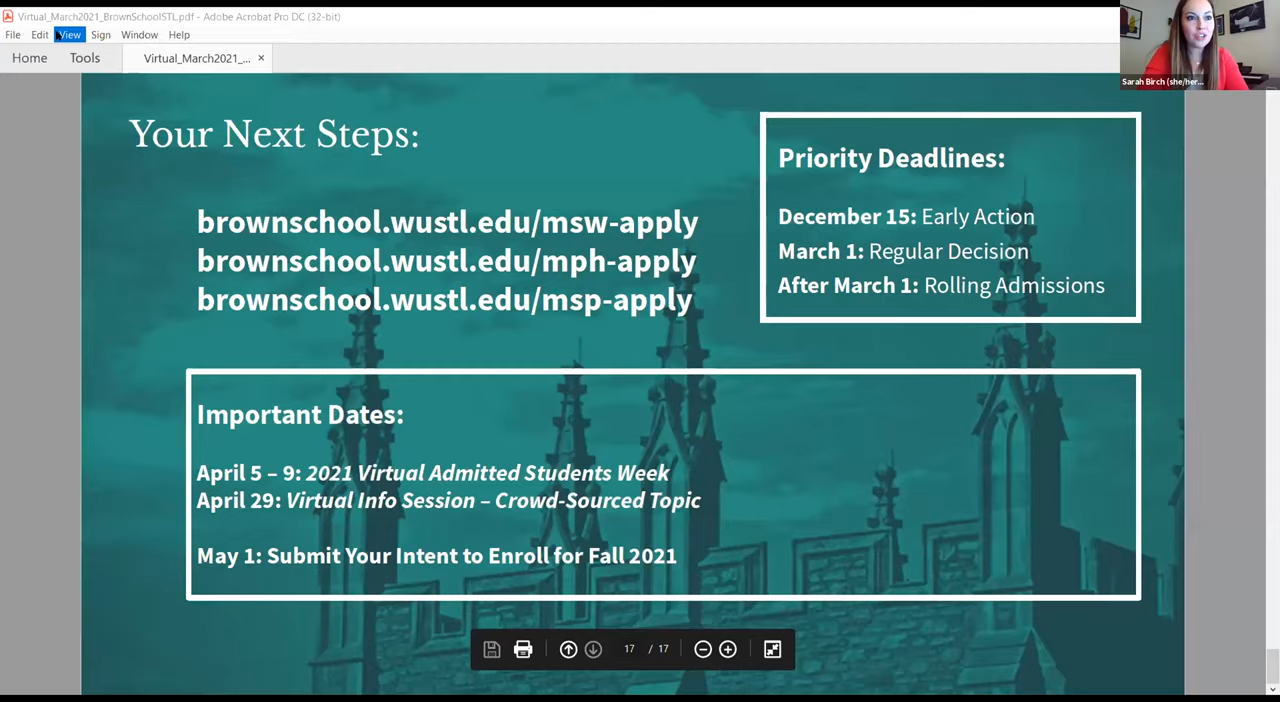 Virtual_March2021_BrownSchoolSTL.pdf - Adobe Acrobat Pro DC (32-bit)
File Edit View Sign Window Help
Home Tools Virtual_March2021_... ×
Sarah Birch (she/her...
Your Next Steps:
brownschool.wustl.edu/msw-apply
brownschool.wustl.edu/mph-apply
brownschool.wustl.edu/msp-apply
Priority Deadlines:
December 15: Early Action
March 1: Regular Decision
After March 1: Rolling Admissions
Important Dates:
April 5 – 9: 2021 Virtual Admitted Students Week
April 29: Virtual Info Session – Crowd-Sourced Topic
May 1: Submit Your Intent to Enroll for Fall 2021
17 / 17